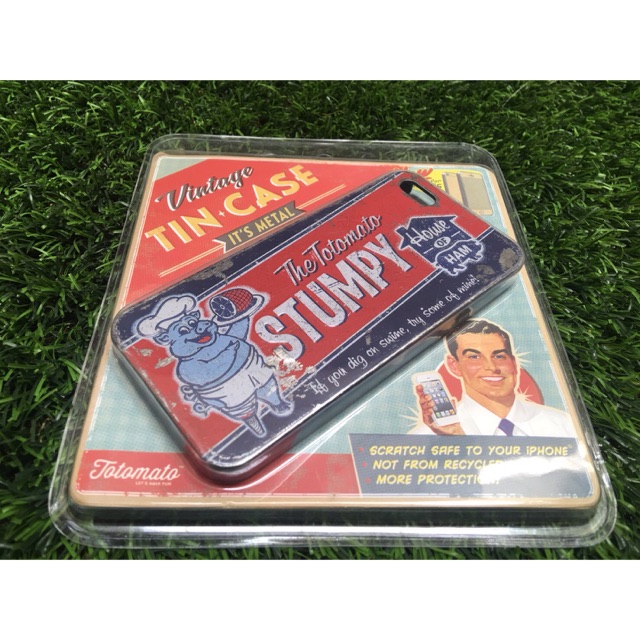 Vintage
TIN CASE
IT'S METAL
The Totomato
STUMPY
House
OF
HAM
If you dig on swine, try some of mine!
Totomato
SCRATCH SAFE TO YOUR iPHONE
NOT FROM RECYCLE
MORE PROTECTION!